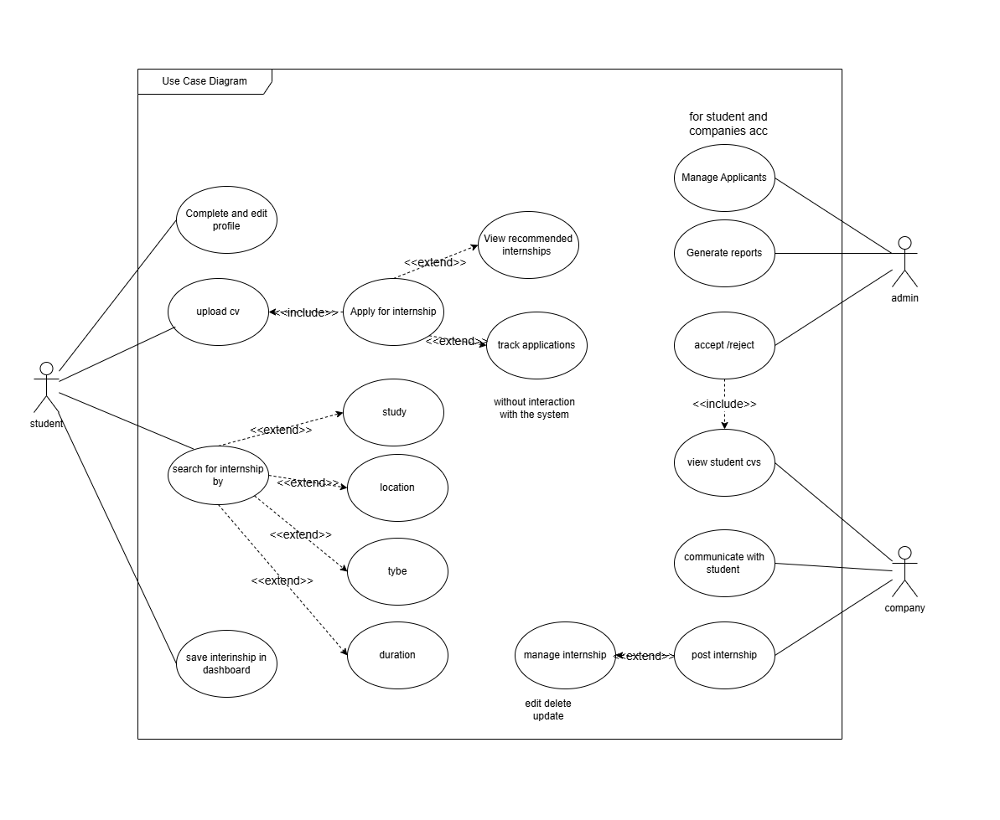 Use Case Diagram
for student and
companies acc
Manage Applicants
Complete and edit
profile
View recommended
internships
Generate reports
<<extend>>
admin
upload cv
<<include>>
Apply for internship
<<extend>>
track applications
accept /reject
student
without interaction
with the system
<<include>>
study
<<extend>>
search for internship
by
<<extend>>
location
view student cvs
<<extend>>
tybe
communicate with
student
<<extend>>
company
save interinship in
dashboard
duration
manage internship
<<extend>>
post internship
edit delete
update